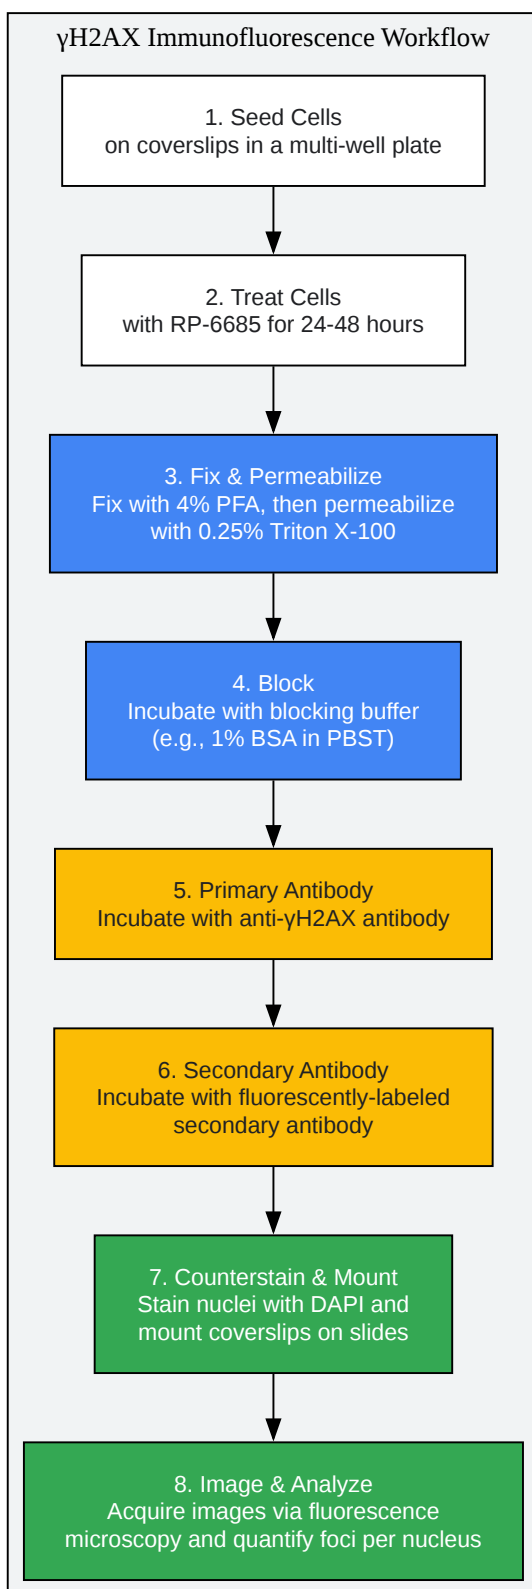 γH2AX Immunofluorescence Workflow
1. Seed Cells
on coverslips in a multi-well plate
2. Treat Cells
with RP-6685 for 24-48 hours
3. Fix & Permeabilize
Fix with 4% PFA, then permeabilize
with 0.25% Triton X-100
4. Block
Incubate with blocking buffer
(e.g., 1% BSA in PBST)
5. Primary Antibody
Incubate with anti-γH2AX antibody
6. Secondary Antibody
Incubate with fluorescently-labeled
secondary antibody
7. Counterstain & Mount
Stain nuclei with DAPI and
mount coverslips on slides
8. Image & Analyze
Acquire images via fluorescence
microscopy and quantify foci per nucleus